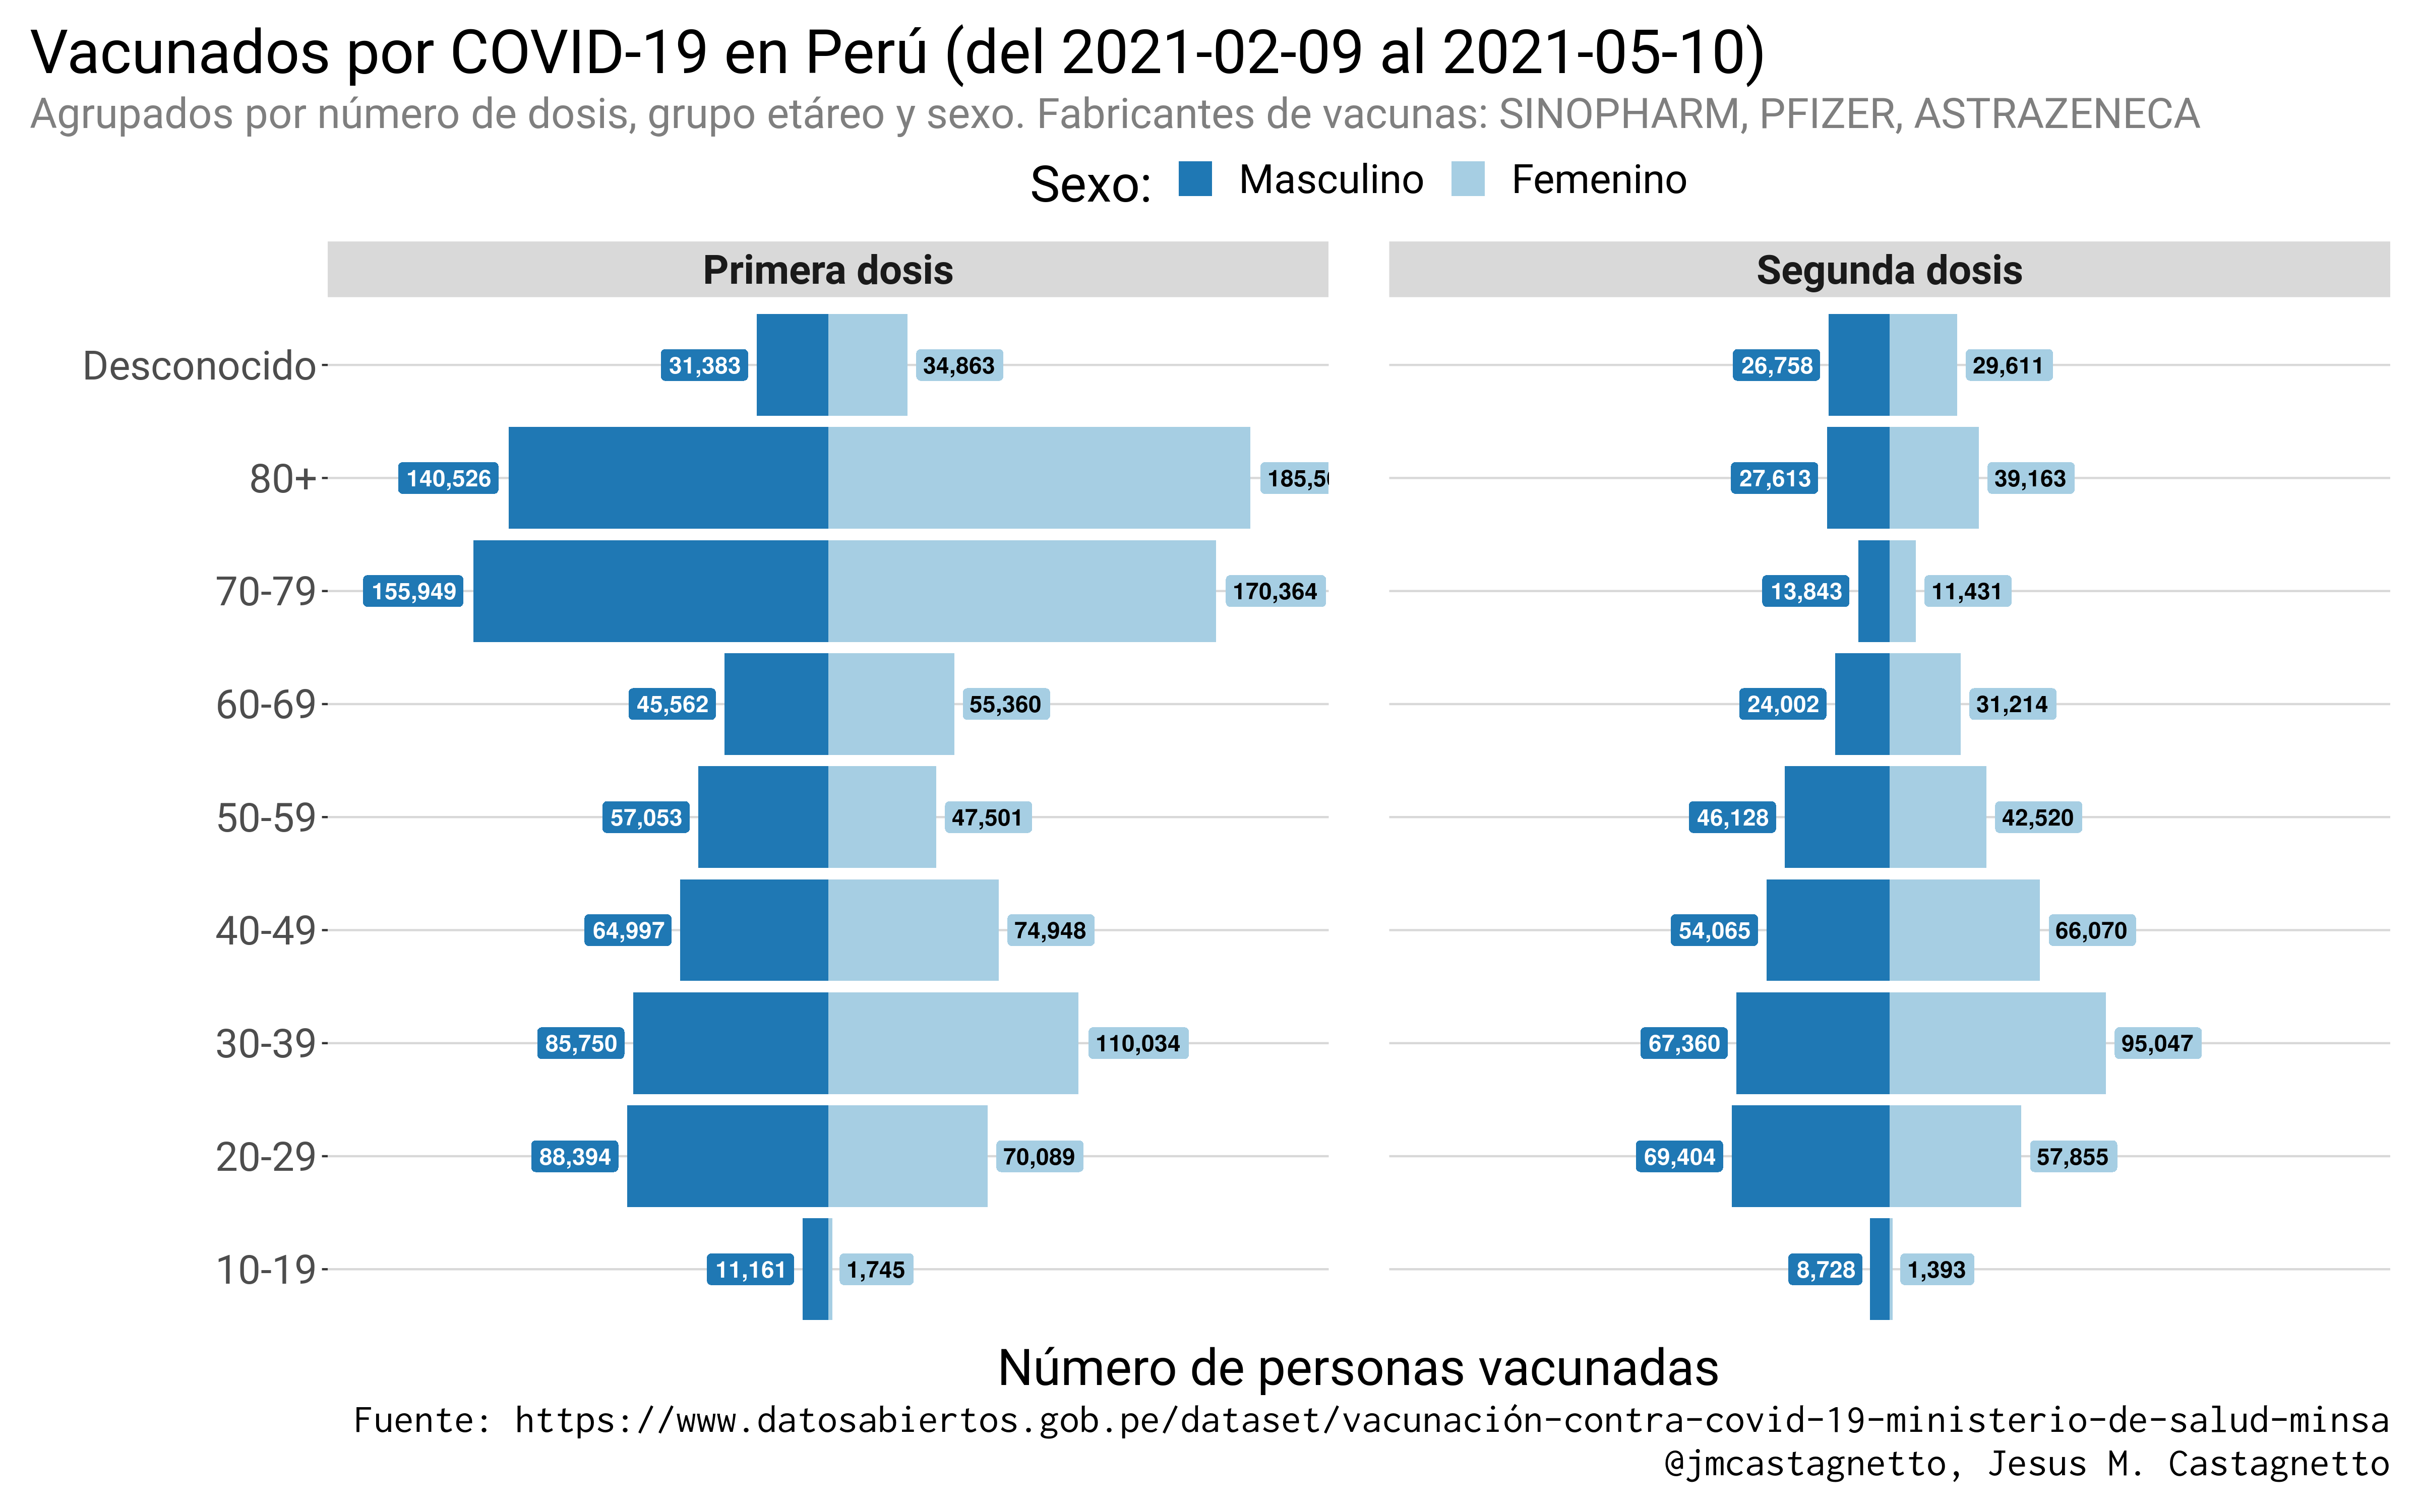 Vacunados por COVID-19 en Perú (del 2021-02-09 al 2021-05-10)
Agrupados por número de dosis, grupo etáreo y sexo. Fabricantes de vacunas: SINOPHARM, PFIZER, ASTRAZENECA
Sexo: Masculino Femenino
Primera dosis Segunda dosis
Desconocido 31,383 34,863 26,758 29,611
80+ 140,526 27,613 39,163
70-79 155,949 170,364 13,843 11,431
60-69 45,562 55,360 24,002 31,214
50-59 57,053 47,501 46,128 42,520
40-49 64,997 74,948 54,065 66,070
30-39 85,750 110,034 67,360 95,047
20-29 88,394 70,089 69,404 57,855
10-19 11,161 1,745 8,728 1,393
Número de personas vacunadas
Fuente: https://www.datosabiertos.gob.pe/dataset/vacunación-contra-covid-19-ministerio-de-salud-minsa
@jmcastagnetto, Jesus M. Castagnetto